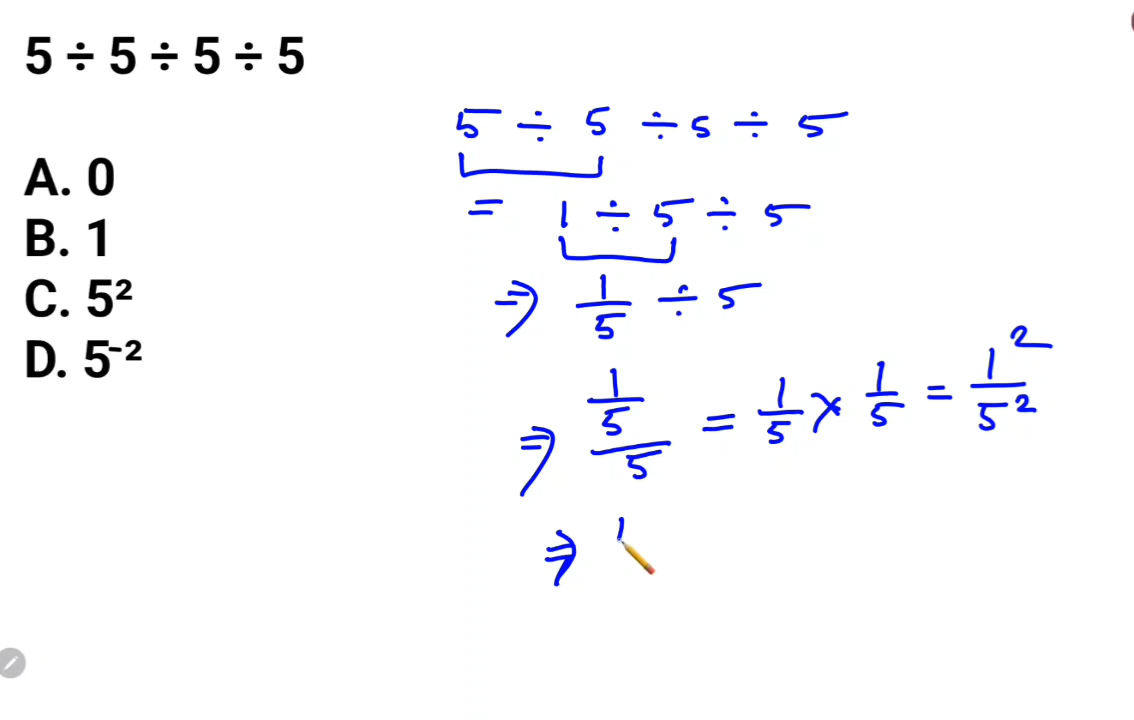 5 ÷ 5 ÷ 5 ÷ 5
A. 0
B. 1
C. 5²
D. 5⁻²
5 ÷ 5 ÷ 5 ÷ 5
= 1 ÷ 5 ÷ 5
⇒ 1/5 ÷ 5
⇒ (1/5)/5 = 1/5 × 1/5 = 1²/5²
⇒ 1